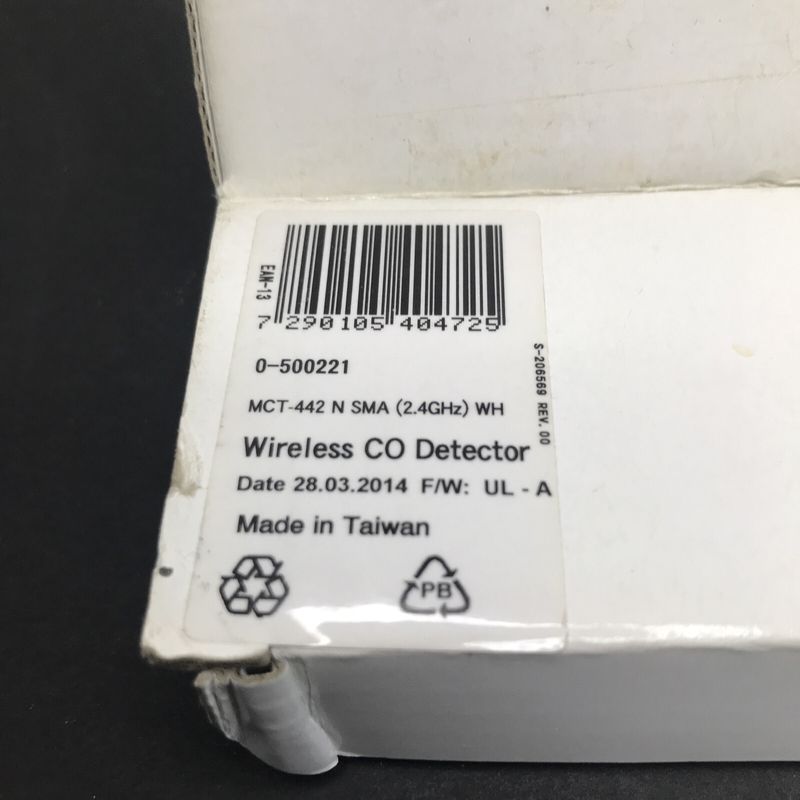 EAN-13
7 290105 404725
0-500221
S-206569 REV. 00
MCT-442 N SMA (2.4GHz) WH
Wireless CO Detector
Date 28.03.2014 F/W: UL - A
Made in Taiwan
PB